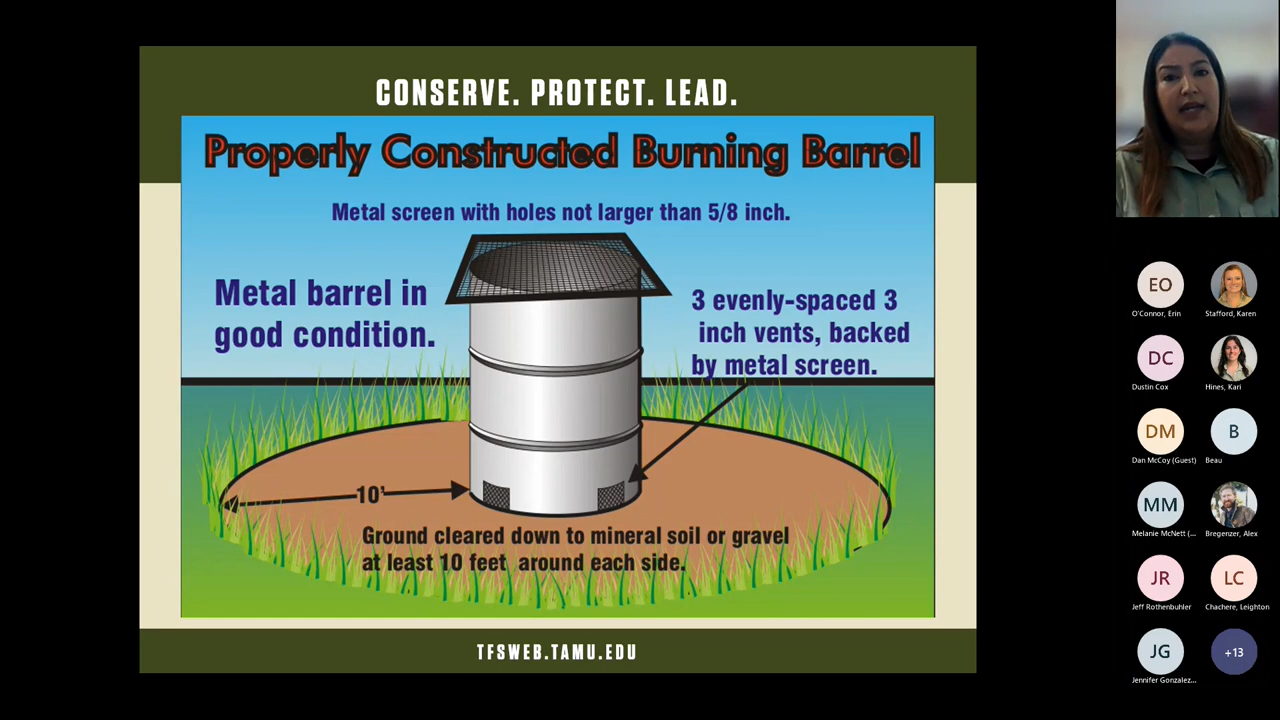 CONSERVE. PROTECT. LEAD.
Properly Constructed Burning Barrel
Metal screen with holes not larger than 5/8 inch.
Metal barrel in
good condition.
3 evenly-spaced 3
inch vents, backed
by metal screen.
10'
Ground cleared down to mineral soil or gravel
at least 10 feet around each side.
TFSWEB.TAMU.EDU
EO
O'Connor, Erin
Stafford, Karen
DC
Dustin Cox
Hines, Kari
DM
Dan McCoy (Guest)
B
Beau
MM
Melanie McNett (...
Bregenzer, Alex
JR
Jeff Rothenbuhler
LC
Chachere, Leighton
JG
Jennifer Gonzalez...
+13